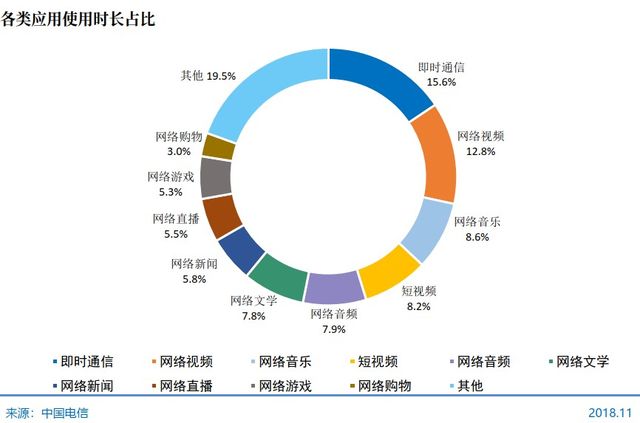 各类应用使用时长占比
其他 19.5%
即时通信
15.6%
网络视频
12.8%
网络音乐
8.6%
短视频
8.2%
网络音频
7.9%
网络文学
7.8%
网络新闻
5.8%
网络直播
5.5%
网络游戏
5.3%
网络购物
3.0%
即时通信 网络视频 网络音乐 短视频 网络音频 网络文学
网络新闻 网络直播 网络游戏 网络购物 其他
来源：中国电信 2018.11